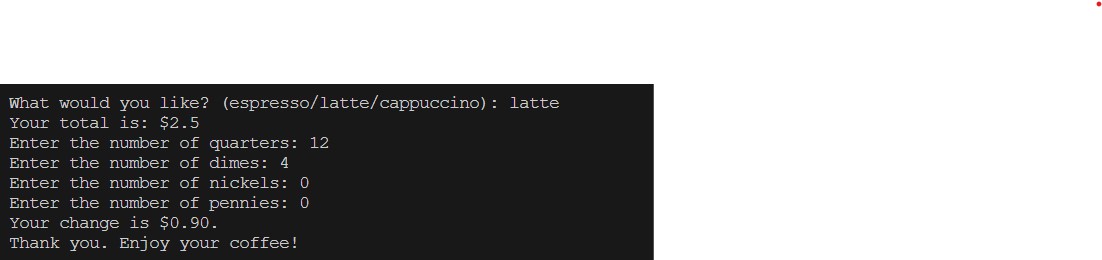 What would you like? (espresso/latte/cappuccino): latte
Your total is: $2.5
Enter the number of quarters: 12
Enter the number of dimes: 4
Enter the number of nickels: 0
Enter the number of pennies: 0
Your change is $0.90.
Thank you. Enjoy your coffee!